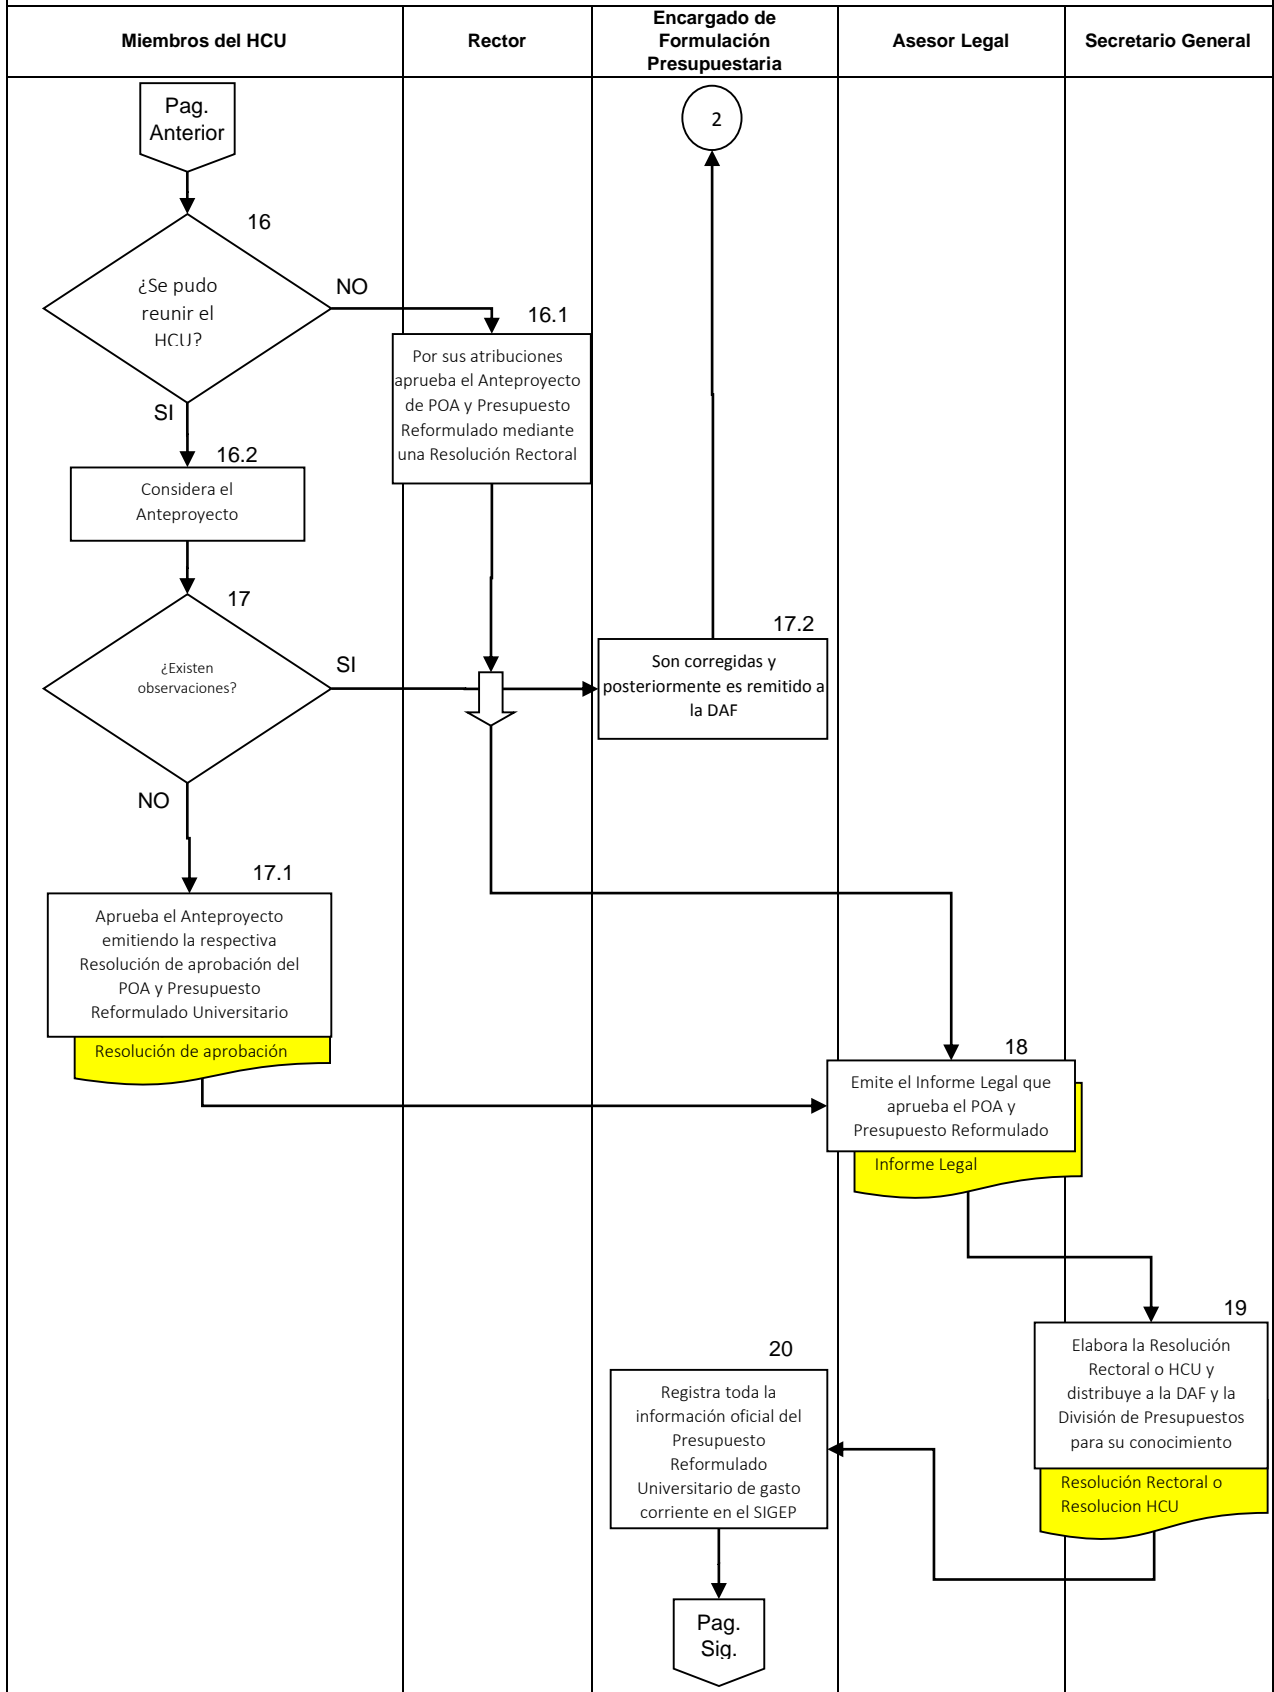 Miembros del HCU
Rector
Encargado de
Formulación
Presupuestaria
Asesor Legal
Secretario General
Pag.
Anterior
2
16
¿Se pudo
reunir el
HCU?
NO
SI
16.1
Por sus atribuciones
aprueba el Anteproyecto
de POA y Presupuesto
Reformulado mediante
una Resolución Rectoral
16.2
Considera el
Anteproyecto
17
¿Existen
observaciones?
SI
NO
17.2
Son corregidas y
posteriormente es remitido a
la DAF
17.1
Aprueba el Anteproyecto
emitiendo la respectiva
Resolución de aprobación del
POA y Presupuesto
Reformulado Universitario
Resolución de aprobación
18
Emite el Informe Legal que
aprueba el POA y
Presupuesto Reformulado
Informe Legal
19
Elabora la Resolución
Rectoral o HCU y
distribuye a la DAF y la
División de Presupuestos
para su conocimiento
Resolución Rectoral o
Resolucion HCU
20
Registra toda la
información oficial del
Presupuesto
Reformulado
Universitario de gasto
corriente en el SIGEP
Pag.
Sig.